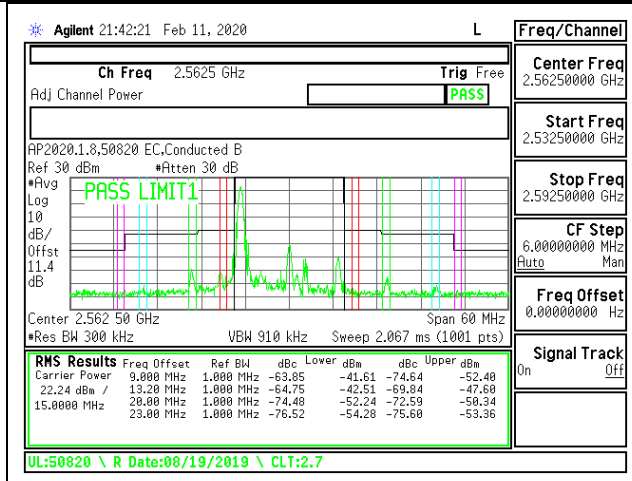 Agilent 21:42:21 Feb 11, 2020 L
Freq/Channel
Ch Freq 2.5625 GHz Trig Free
Adj Channel Power PASS
AP2020.1.8,50820 EC,Conducted B
Ref 30 dBm #Atten 30 dB
#Avg
Log
10
dB/
Offst
11.4
dB
PASS LIMIT1
Center 2.562 50 GHz Span 60 MHz
#Res BW 300 kHz VBW 910 kHz Sweep 2.067 ms (1001 pts)
RMS Results Freq Offset Ref BW dBc Lower dBm dBc Upper dBm
Carrier Power 9.000 MHz 1.000 MHz -63.85 -41.61 -74.64 -52.40
22.24 dBm / 13.20 MHz 1.000 MHz -64.75 -42.51 -69.84 -47.60
15.0000 MHz 20.00 MHz 1.000 MHz -74.48 -52.24 -72.59 -50.34
23.00 MHz 1.000 MHz -76.52 -54.28 -75.60 -53.36
UL:50820 \ R Date:08/19/2019 \ CLT:2.7
Center Freq
2.56250000 GHz
Start Freq
2.53250000 GHz
Stop Freq
2.59250000 GHz
CF Step
6.00000000 MHz
Auto Man
Freq Offset
0.00000000 Hz
Signal Track
On Off